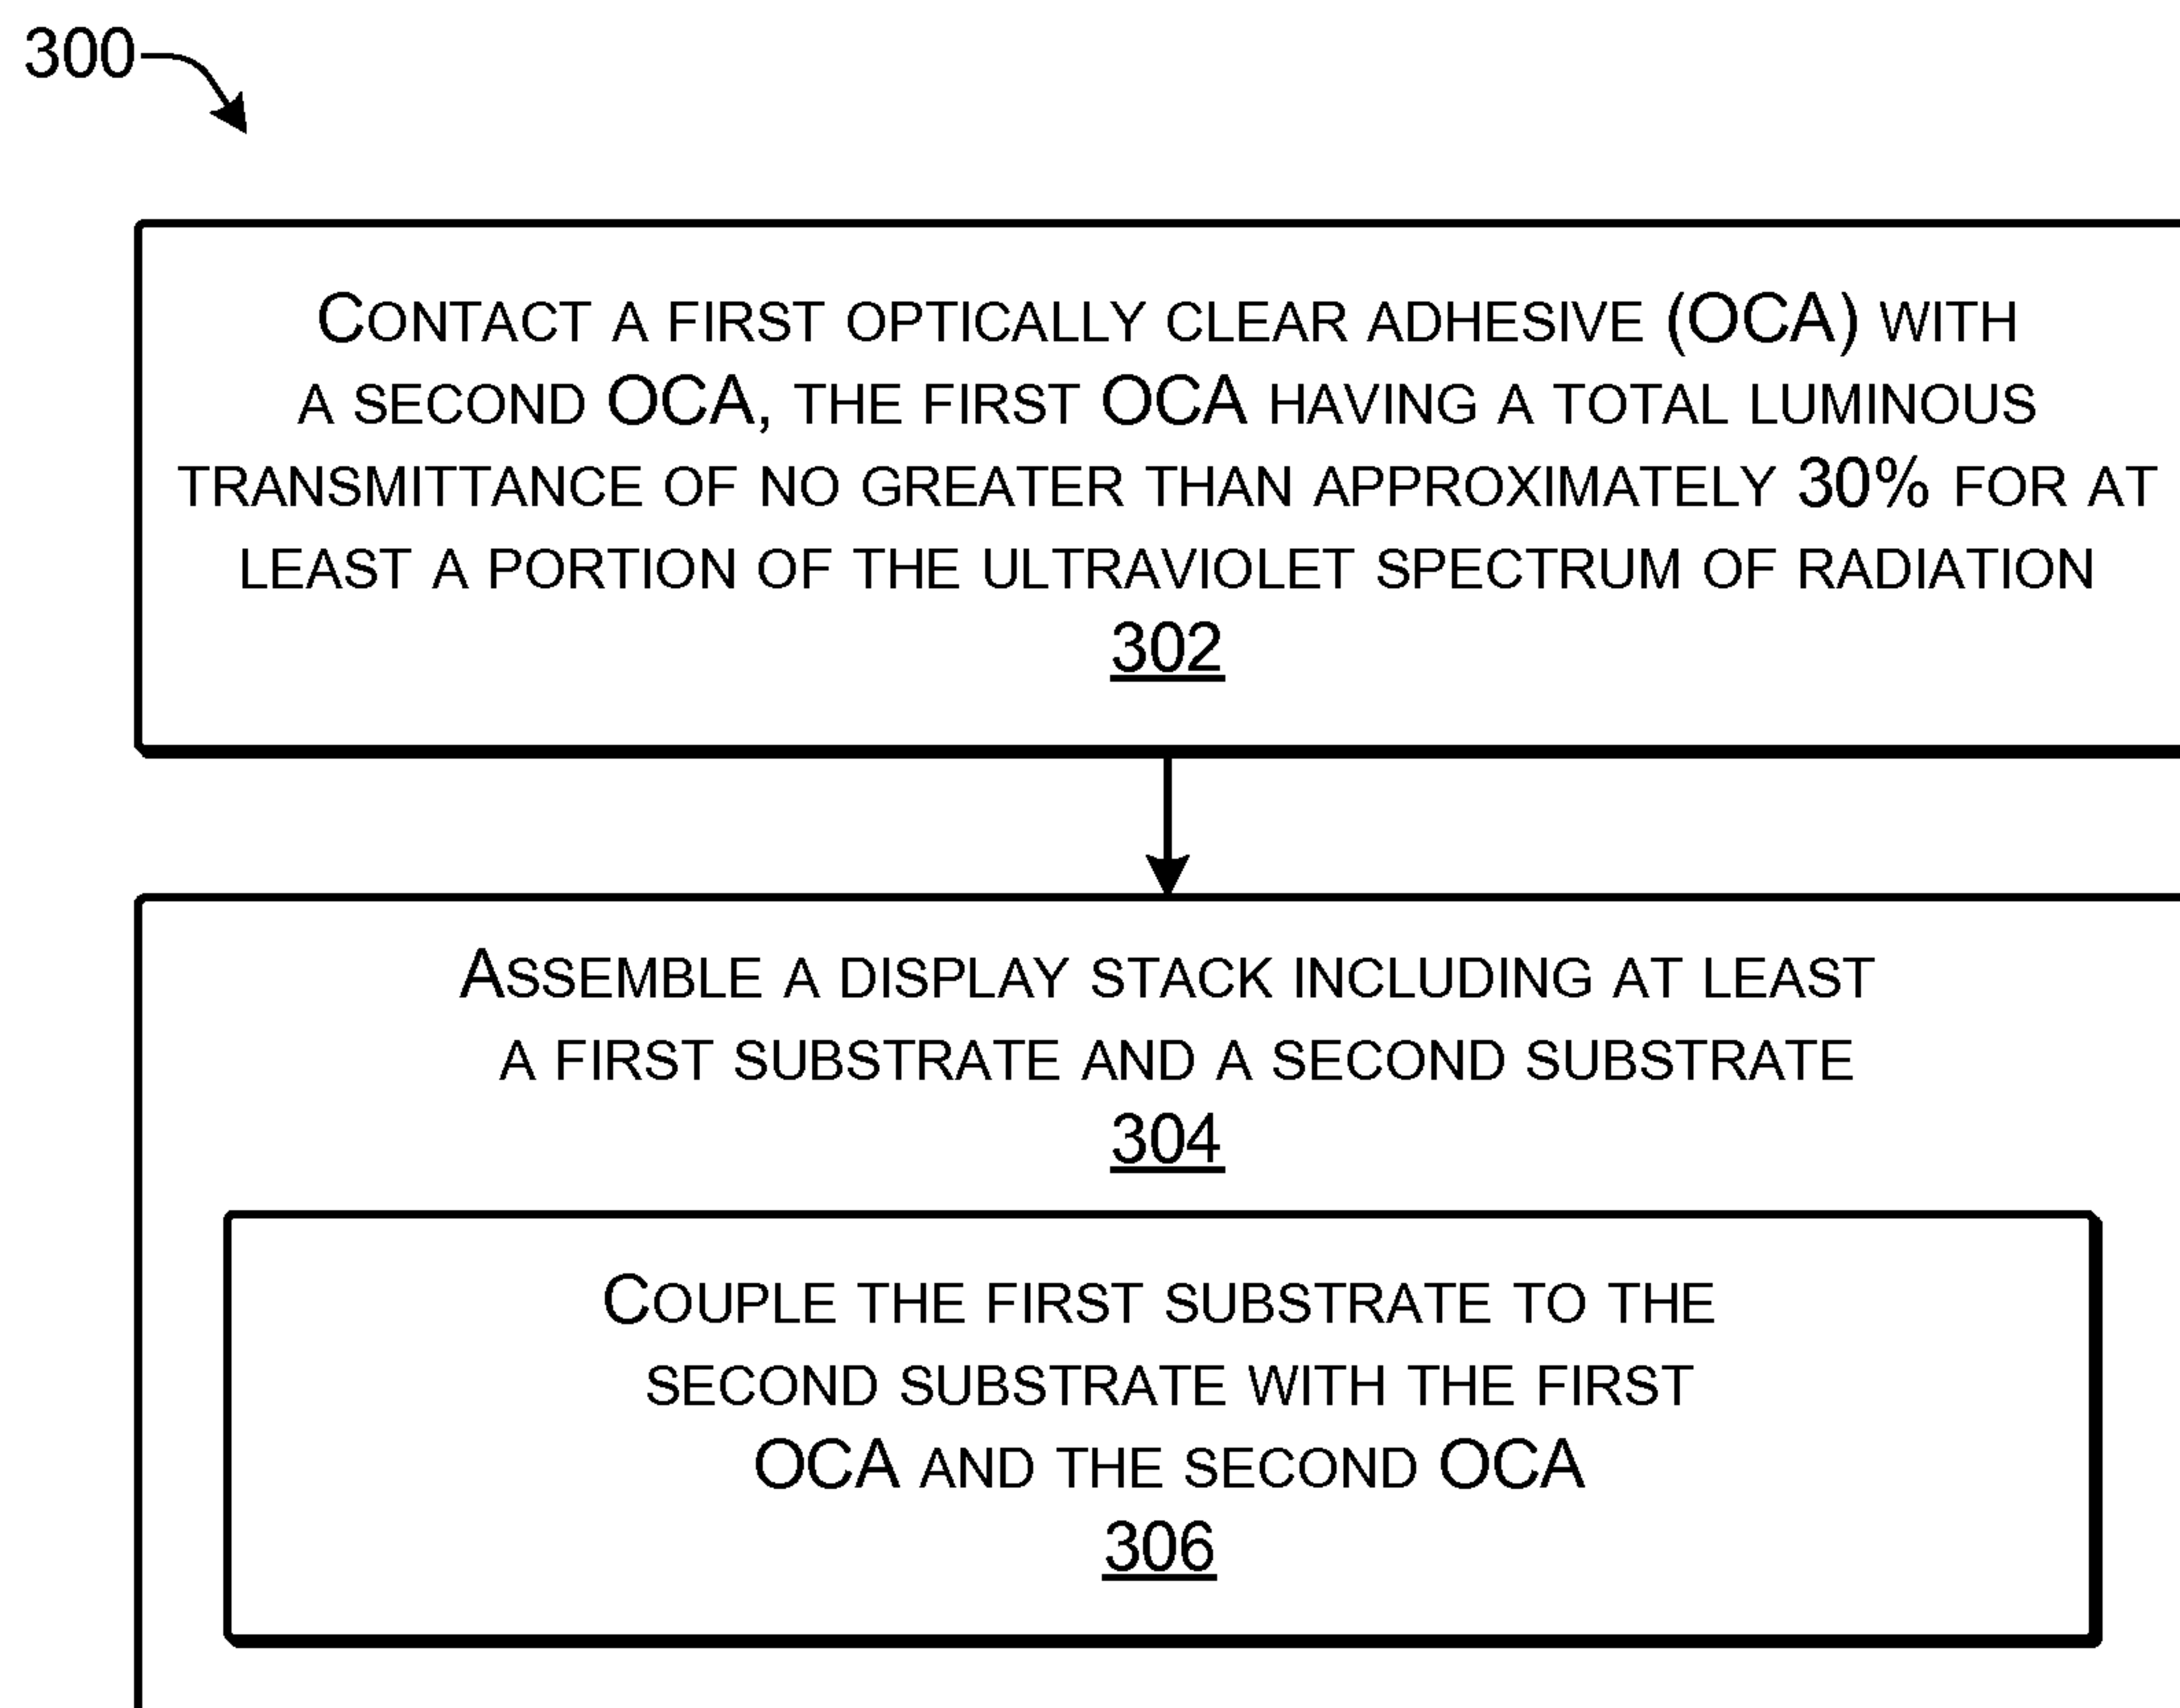 300
CONTACT A FIRST OPTICALLY CLEAR ADHESIVE (OCA) WITH
A SECOND OCA, THE FIRST OCA HAVING A TOTAL LUMINOUS
TRANSMITTANCE OF NO GREATER THAN APPROXIMATELY 30% FOR AT
LEAST A PORTION OF THE ULTRAVIOLET SPECTRUM OF RADIATION
302
ASSEMBLE A DISPLAY STACK INCLUDING AT LEAST
A FIRST SUBSTRATE AND A SECOND SUBSTRATE
304
COUPLE THE FIRST SUBSTRATE TO THE
SECOND SUBSTRATE WITH THE FIRST
OCA AND THE SECOND OCA
306